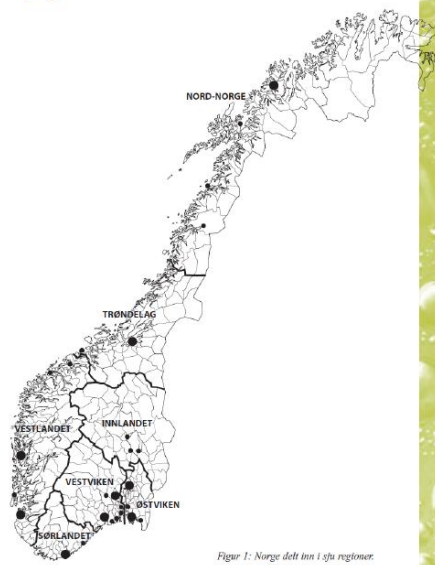 NORD-NORGE
TRØNDELAG
VESTLANDET
INNLANDET
VESTVIKEN
ØSTVIKEN
SØRLANDET
Figur 1: Norge delt inn i sju regioner.